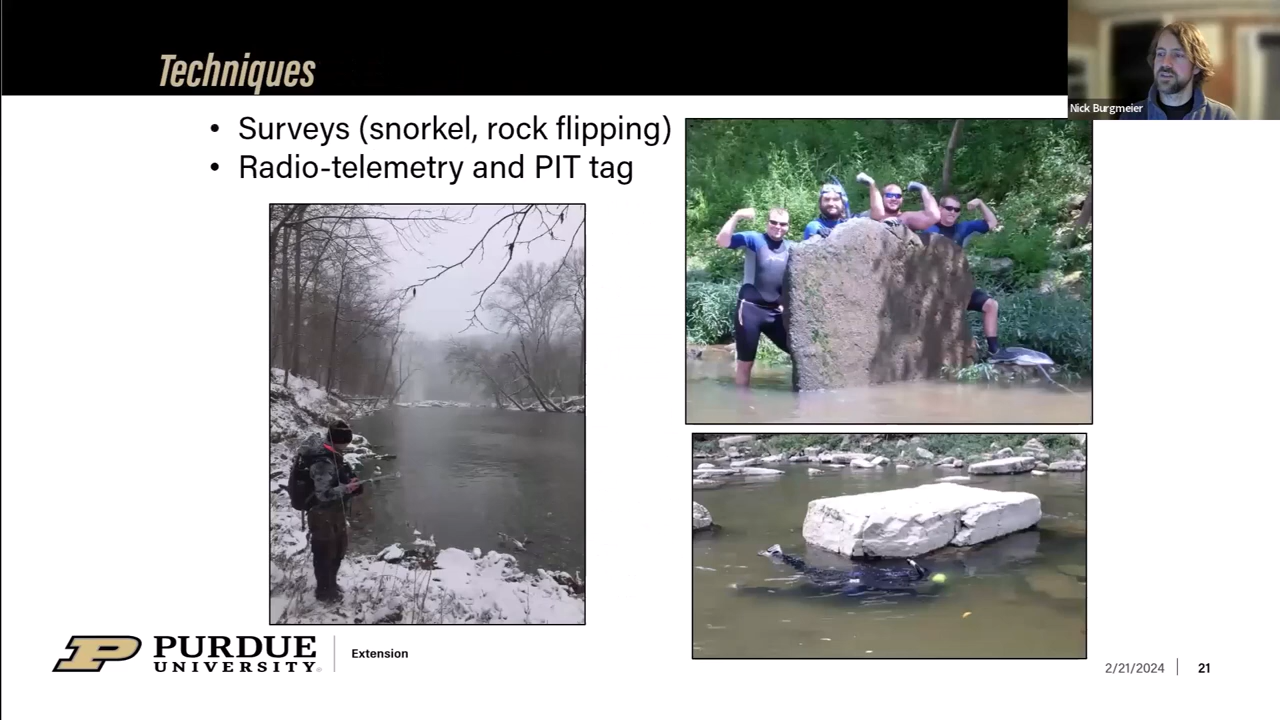 Techniques
Nick Burgmeier
• Surveys (snorkel, rock flipping)
• Radio-telemetry and PIT tag
PURDUE
UNIVERSITY®
Extension
2/21/2024
21